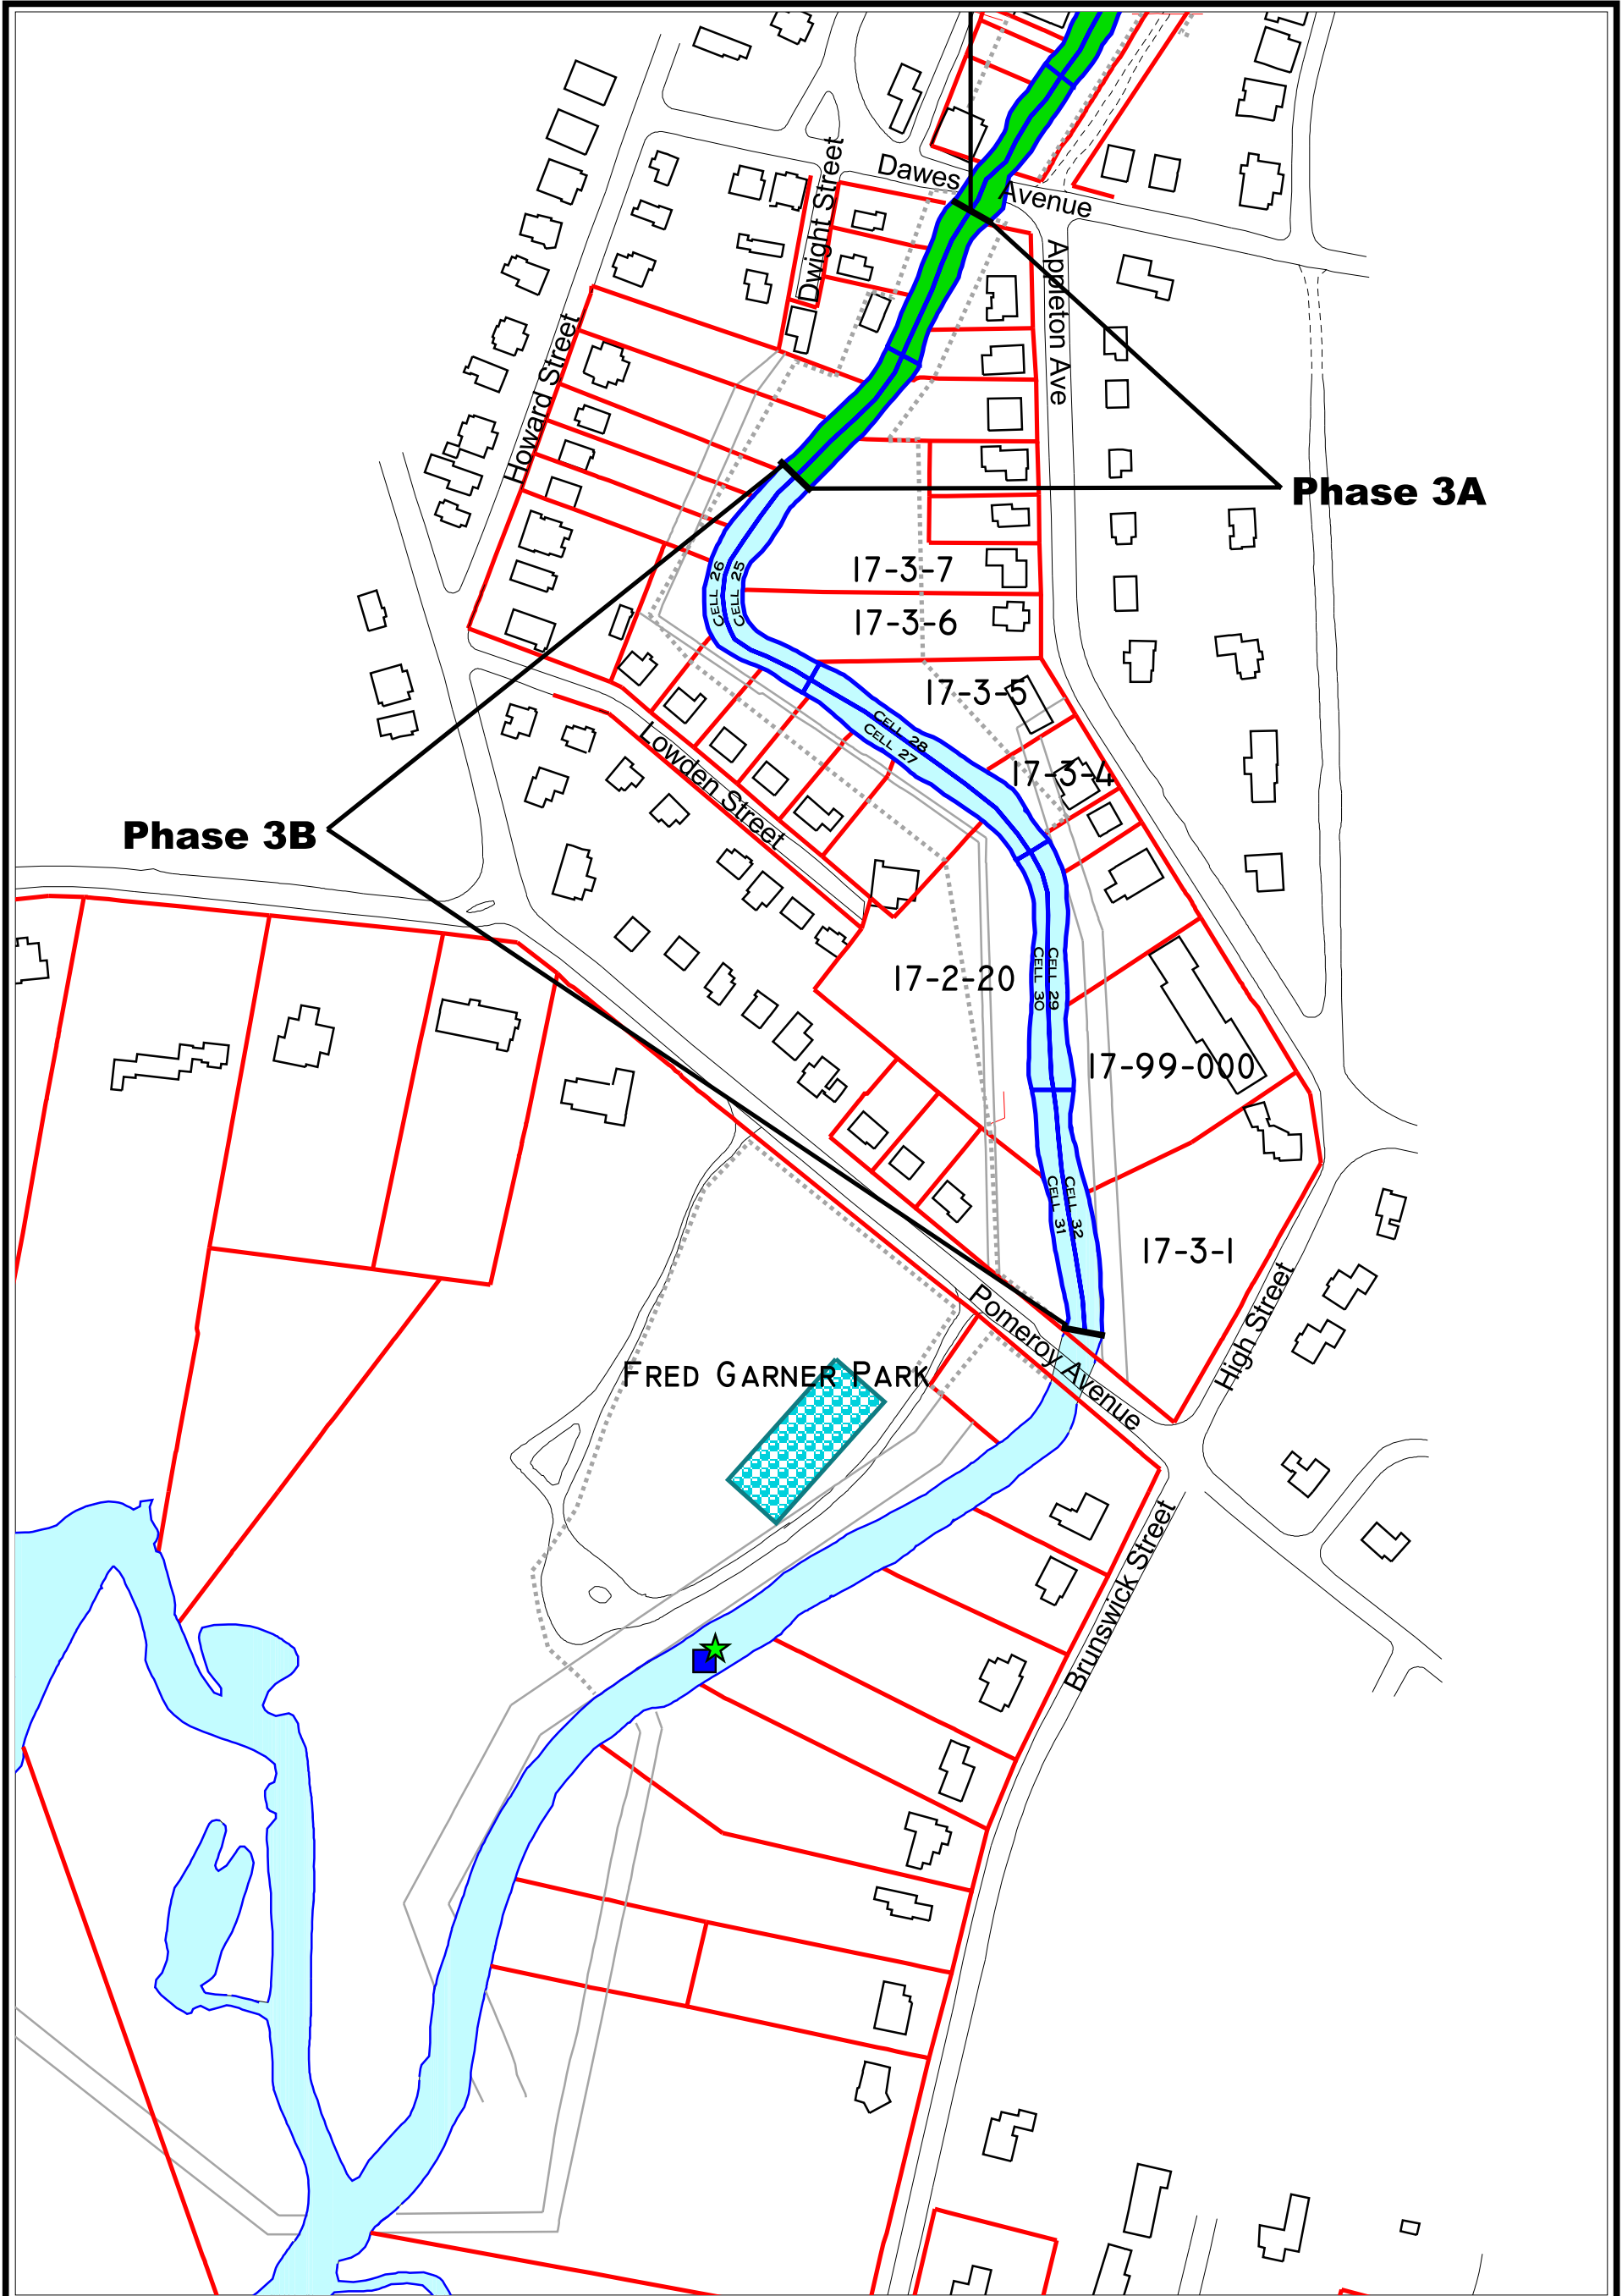 Dawes
Avenue
Dwight Street
Appleton Ave
Howard Street
Phase 3A
17-3-7
CELL 26
CELL 25
17-3-6
17-3-5
CELL 28
CELL 27
17-3-4
Lowden Street
Phase 3B
17-2-20
CELL 30
CELL 29
17-99-000
CELL 31
CELL 32
17-3-1
Pomeroy Avenue
High Street
FRED GARNER PARK
Brunswick Street